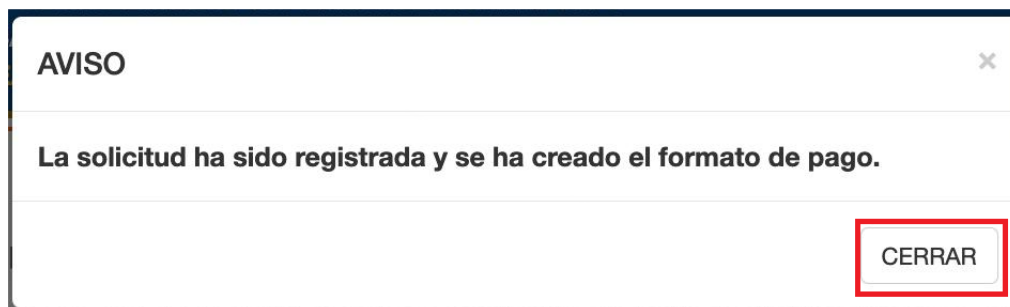 AVISO
×
La solicitud ha sido registrada y se ha creado el formato de pago.
CERRAR